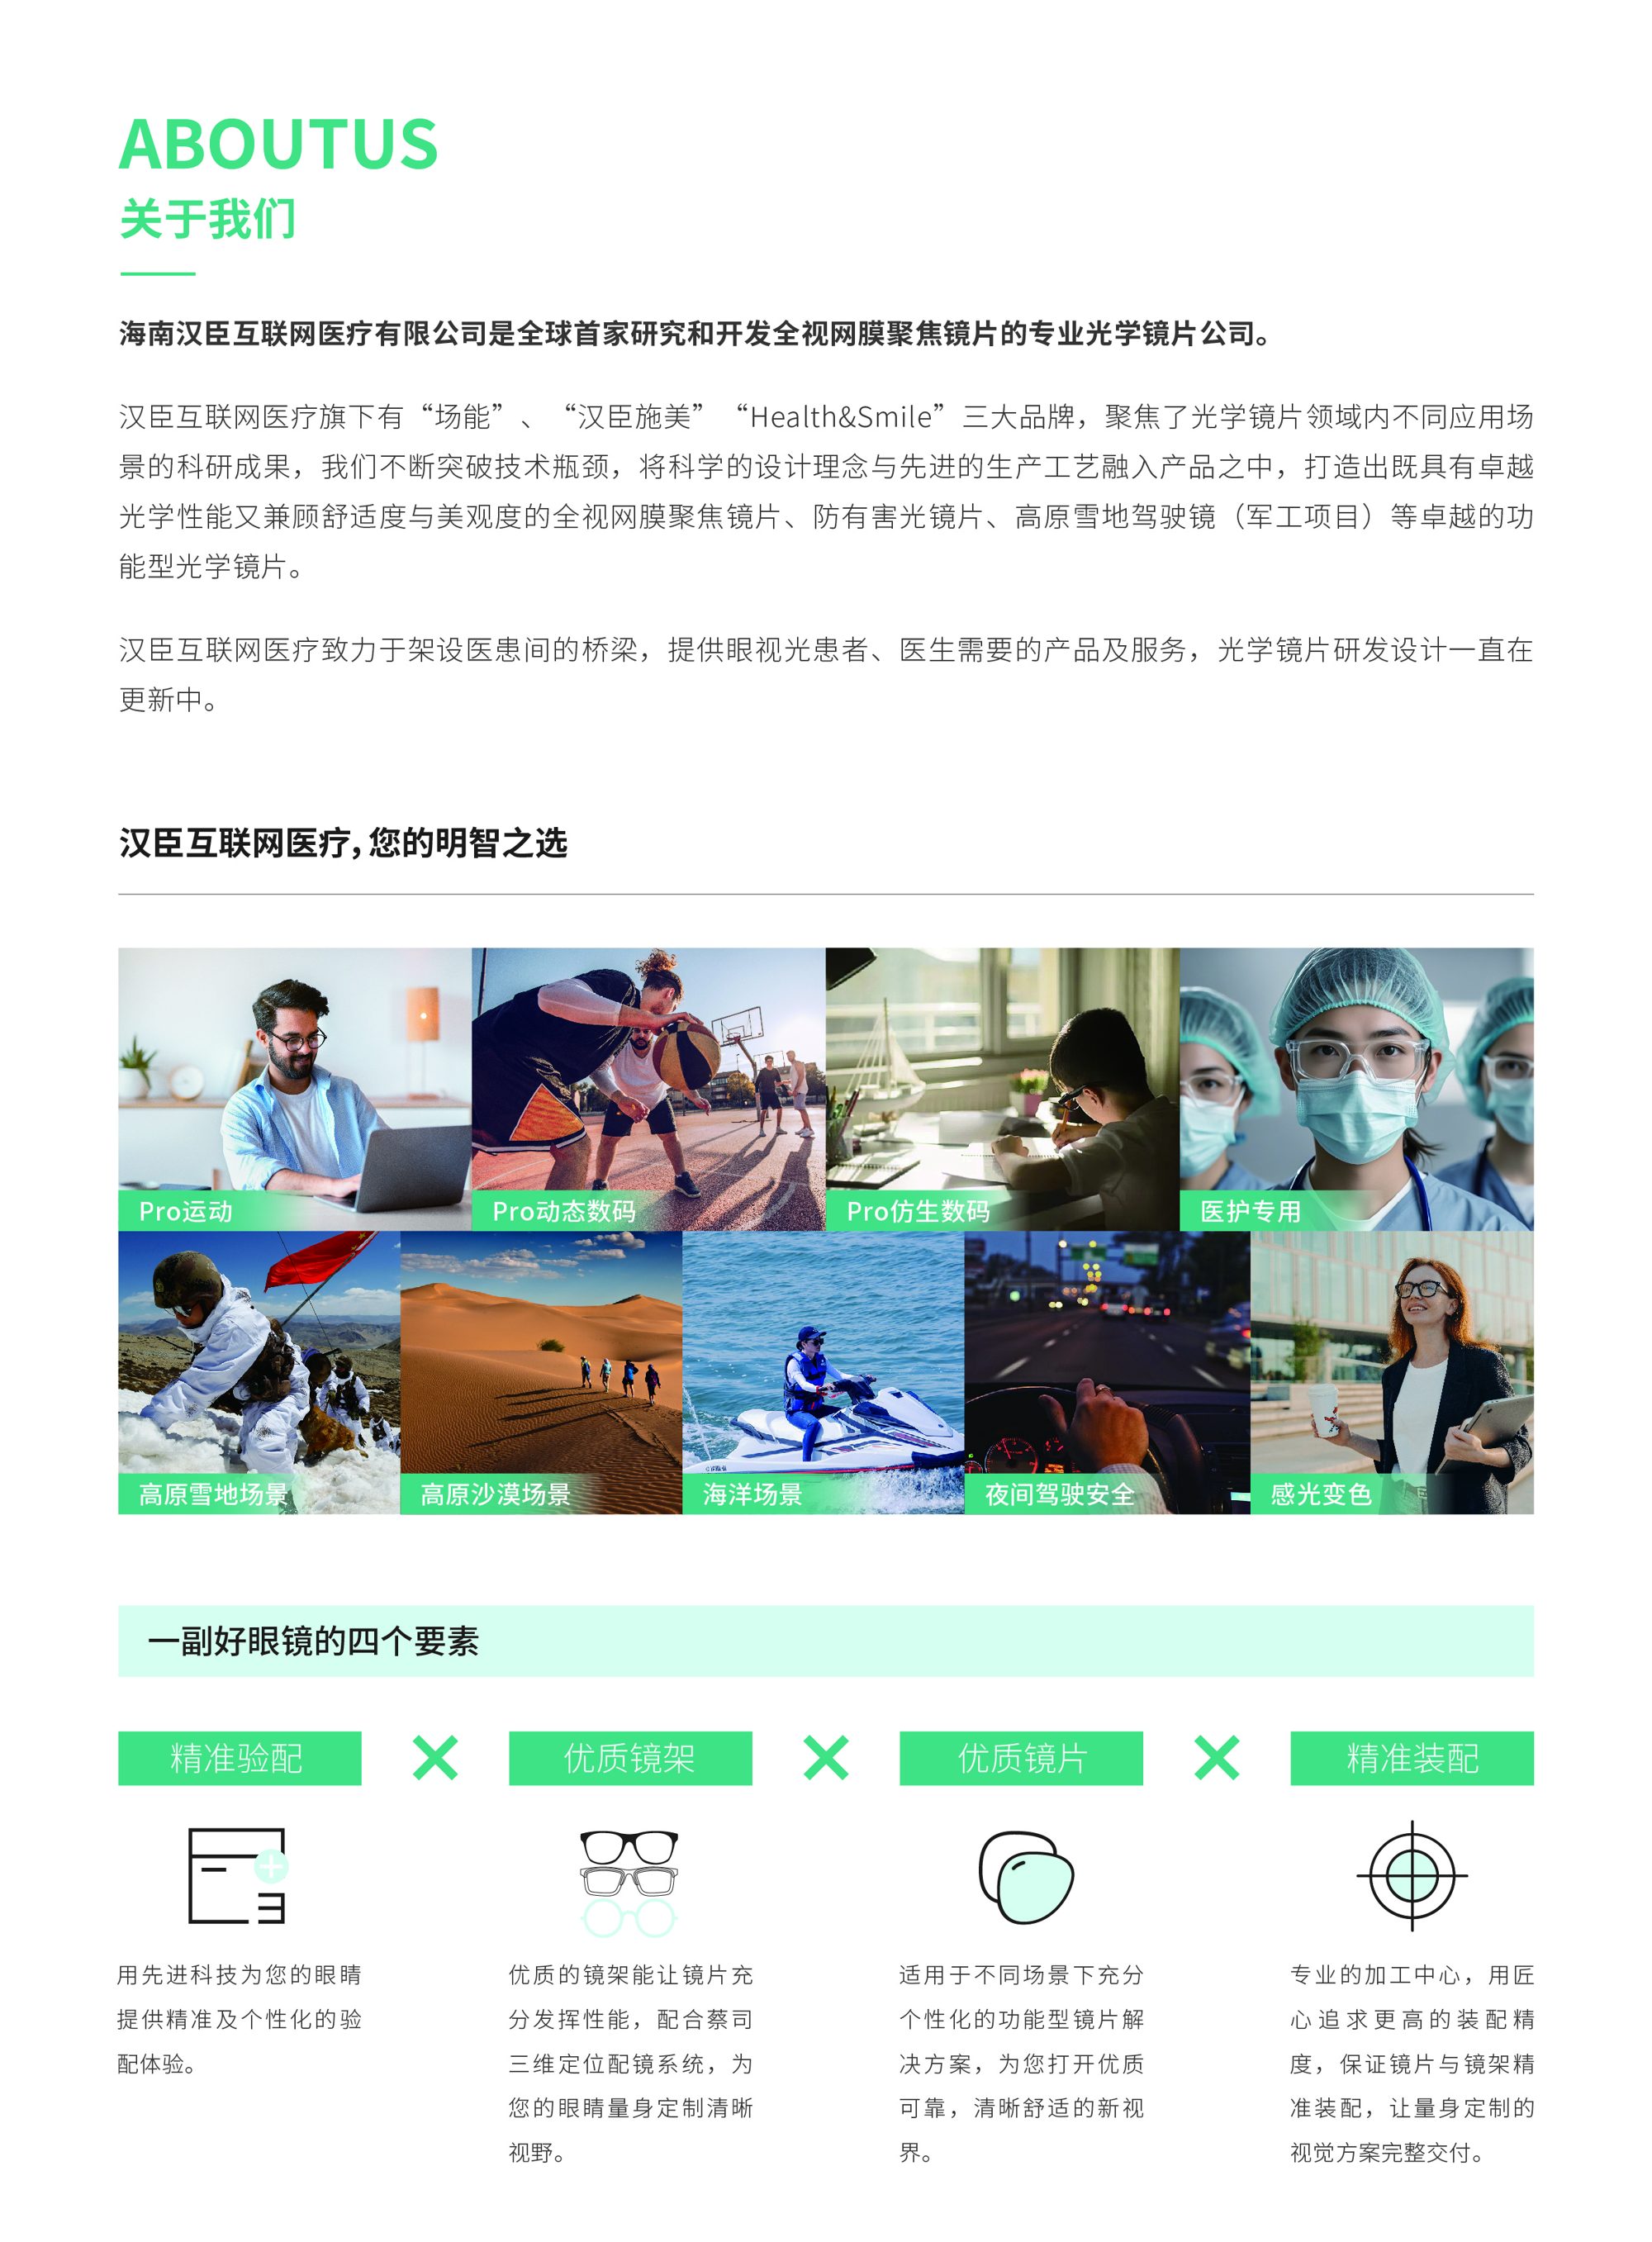 ABOUTUS
关于我们
海南汉臣互联网医疗有限公司是全球首家研究和开发全视网膜聚焦镜片的专业光学镜片公司。
汉臣互联网医疗旗下有“场能”、“汉臣施美”“Health&Smile”三大品牌，聚焦了光学镜片领域内不同应用场
景的科研成果，我们不断突破技术瓶颈，将科学的设计理念与先进的生产工艺融入产品之中，打造出既具有卓越
光学性能又兼顾舒适度与美观度的全视网膜聚焦镜片、防有害光镜片、高原雪地驾驶镜（军工项目）等卓越的功
能型光学镜片。
汉臣互联网医疗致力于架设医患间的桥梁，提供眼视光患者、医生需要的产品及服务，光学镜片研发设计一直在
更新中。
汉臣互联网医疗，您的明智之选
Pro运动
Pro动态数码
Pro仿生数码
医护专用
高原雪地场景
高原沙漠场景
海洋场景
夜间驾驶安全
感光变色
一副好眼镜的四个要素
精准验配
优质镜架
优质镜片
精准装配
用先进科技为您的眼睛
提供精准及个性化的验
配体验。
优质的镜架能让镜片充
分发挥性能，配合蔡司
三维定位配镜系统，为
您的眼睛量身定制清晰
视野。
适用于不同场景下充分
个性化的功能型镜片解
决方案，为您打开优质
可靠，清晰舒适的新视
界。
专业的加工中心，用匠
心追求更高的装配精
度，保证镜片与镜架精
准装配，让量身定制的
视觉方案完整交付。